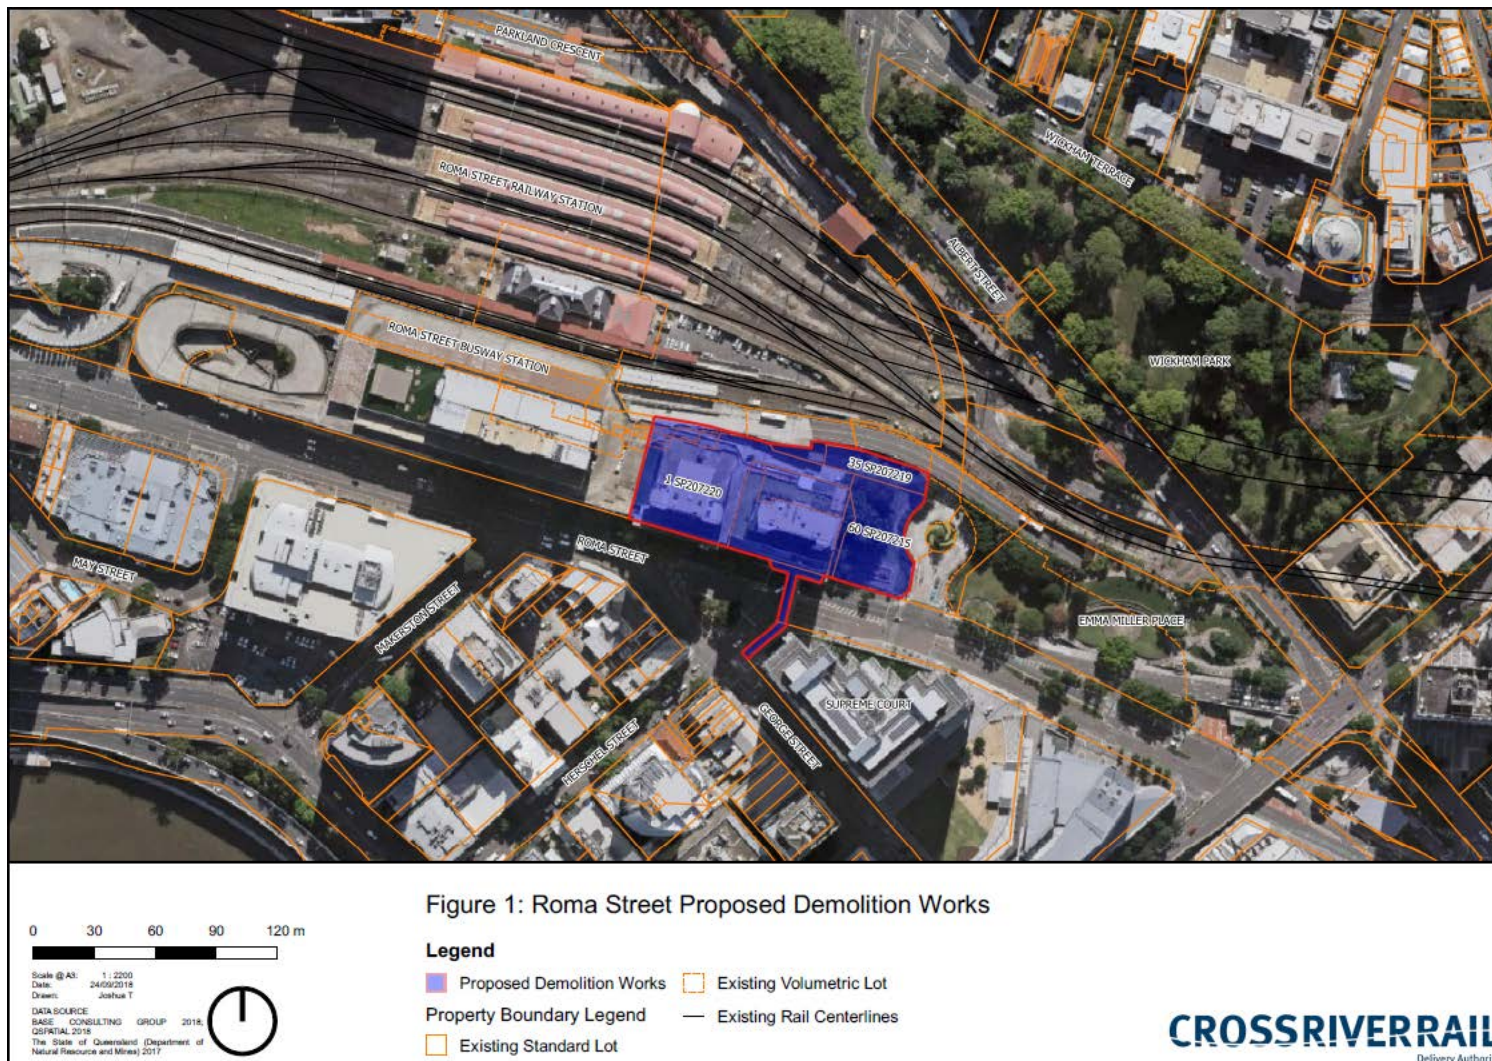 PARKLAND CRESCENT
WICKHAM TERRACE
ROMA STREET RAILWAY STATION
ALBERT STREET
ROMA STREET BUSWAY STATION
WICKHAM PARK
35 SP207219
1 SP207220
60 SP207215
ROMA STREET
MAY STREET
MAKERSTON STREET
EMMA MILLER PLACE
SUPREME COURT
GEORGE STREET
HERSCHEL STREET
Figure 1: Roma Street Proposed Demolition Works
0 30 60 90 120 m
Scale @ A3: 1 : 2200
Date: 24/09/2018
Drawn: Joshua T
DATA SOURCE
BASE CONSULTING GROUP 2018,
QSPATIAL 2018
The State of Queensland (Department of
Natural Resource and Mines) 2017
Legend
Proposed Demolition Works
Existing Volumetric Lot
Property Boundary Legend
Existing Rail Centerlines
Existing Standard Lot
CROSSRIVERRAIL
Delivery Authori